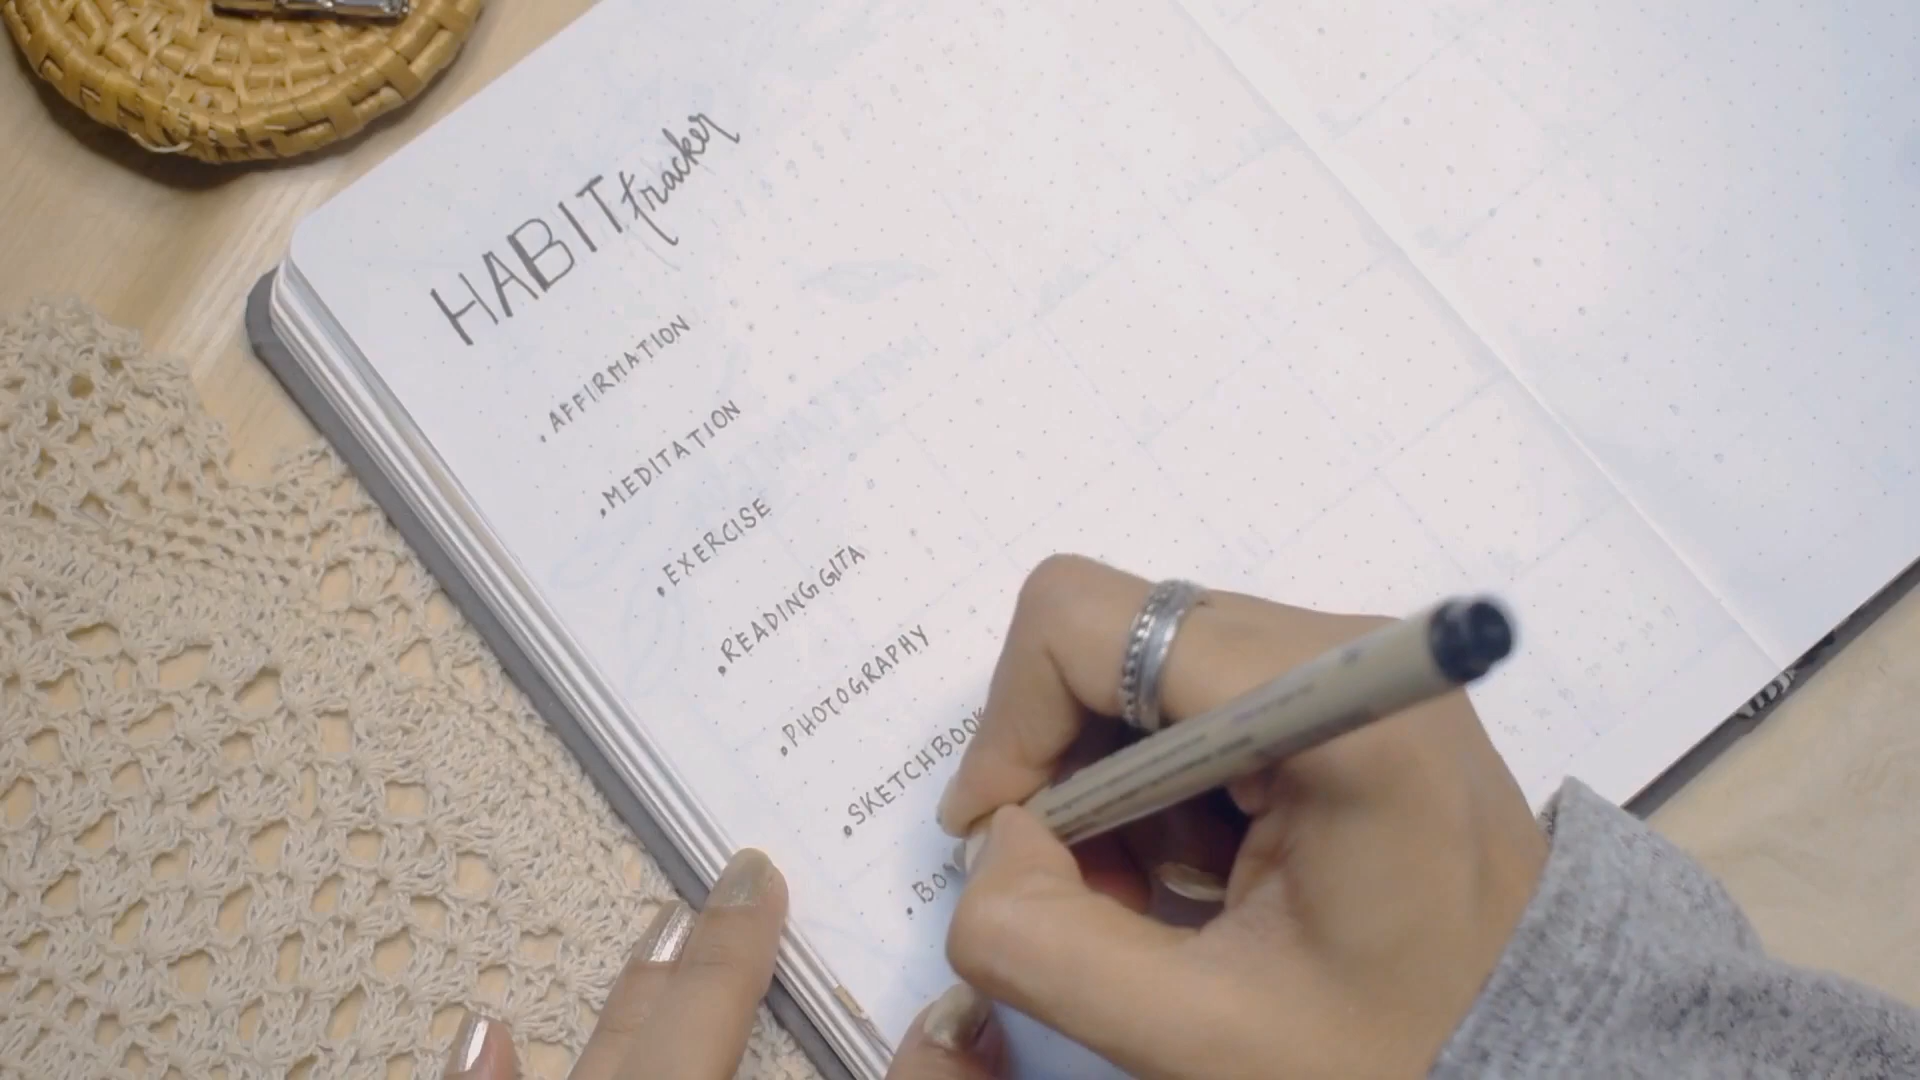 HABIT tracker
. AFFIRMATION
. MEDITATION
. EXERCISE
. READING GITA
. PHOTOGRAPHY
. SKETCHBOOK